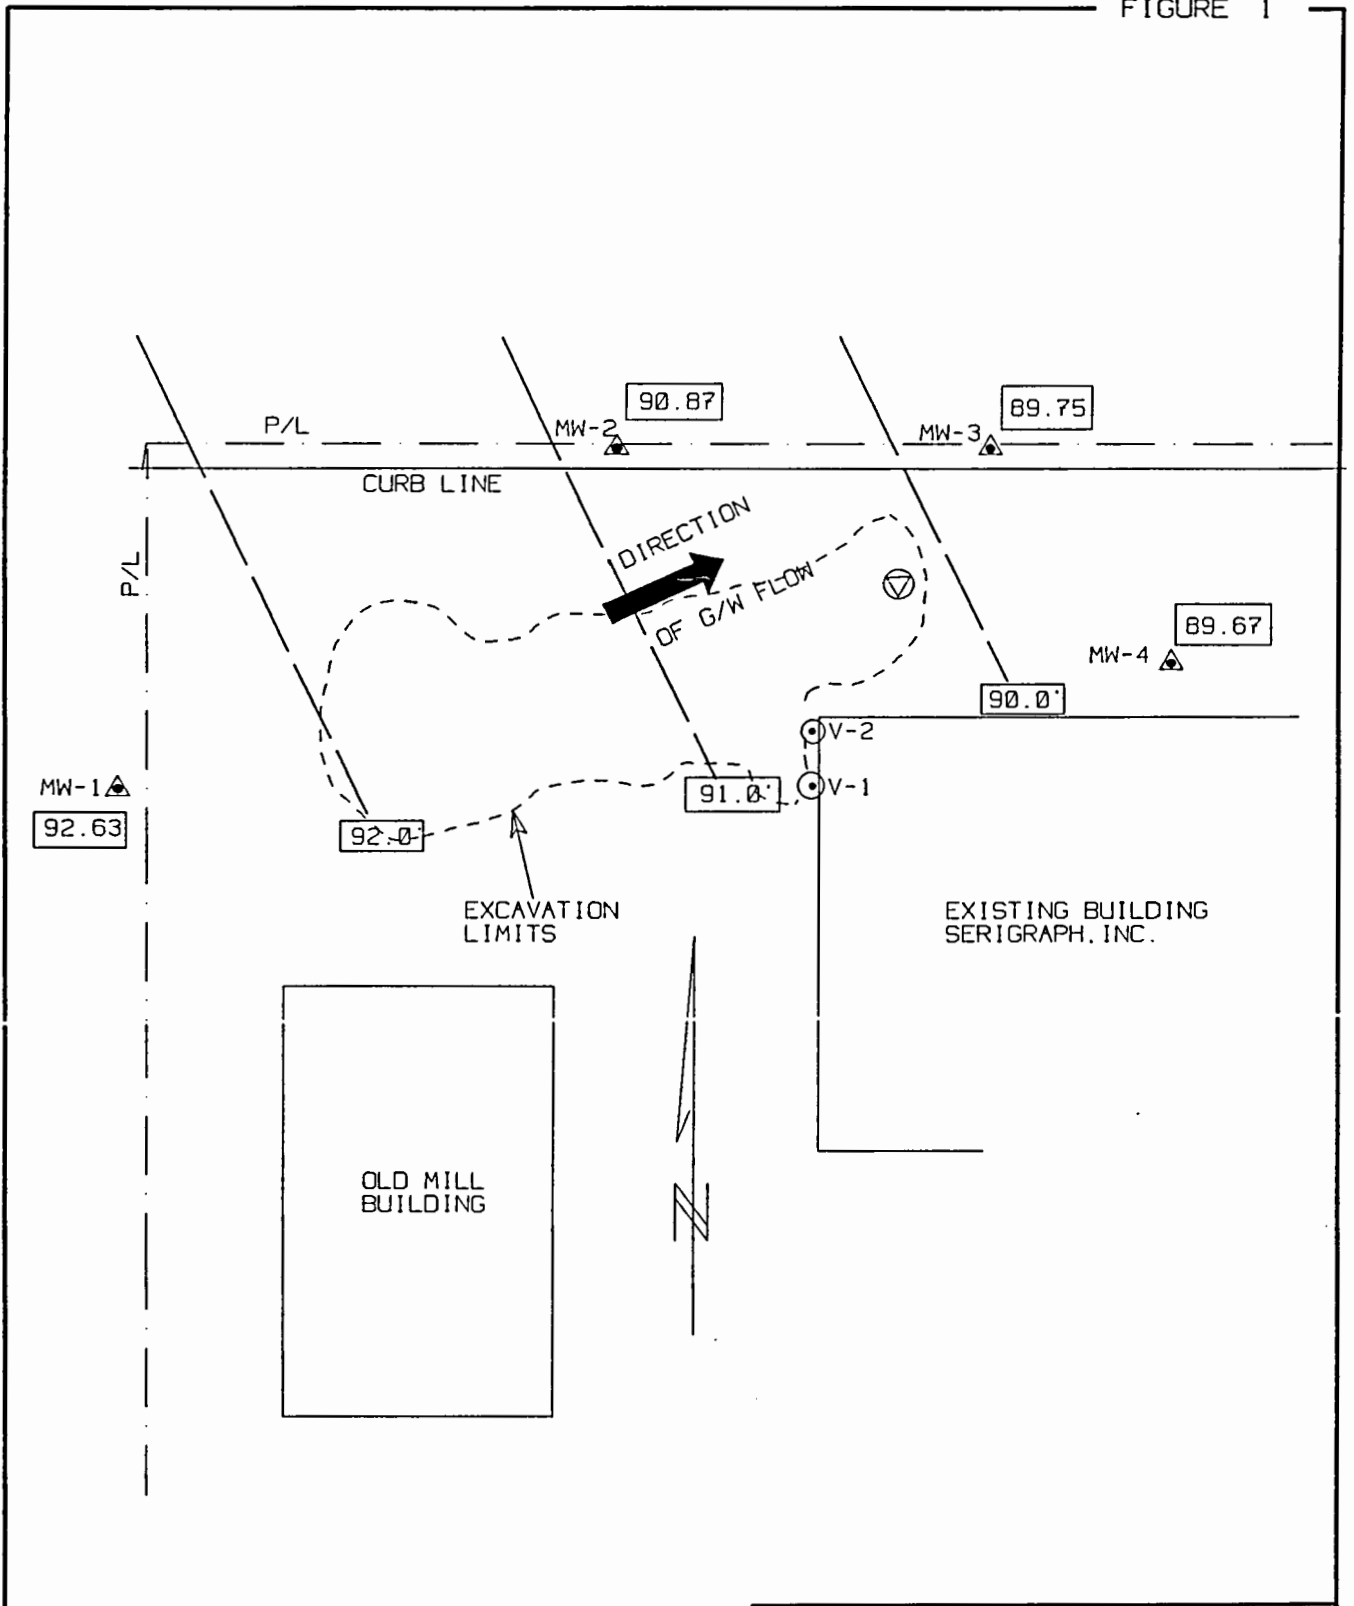 FIGURE 1
90.87
89.75
P/L
MW-2
MW-3
CURB LINE
P/L
DIRECTION
OF G/W FLOW
89.67
MW-4
90.0'
V-2
MW-1
91.0'
V-1
92.63
92.0'
EXCAVATION
LIMITS
EXISTING BUILDING
SERIGRAPH, INC.
OLD MILL
BUILDING
N